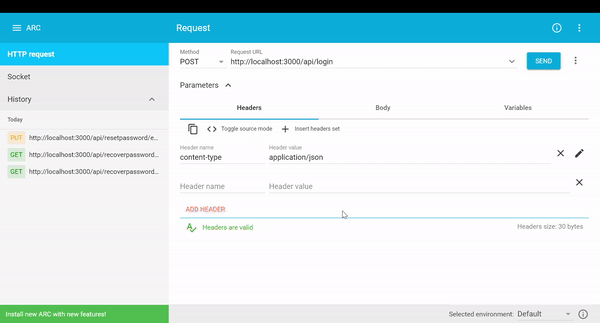 ARC
Request
HTTP request
Socket
History
Today
PUT http://localhost:3000/api/resetpassword/e...
GET http://localhost:3000/api/recoverpassword...
GET http://localhost:3000/api/recoverpassword...
Install new ARC with new features!
Method
POST
Request URL
http://localhost:3000/api/login
SEND
Parameters
Headers Body Variables
Toggle source mode Insert headers set
Header name Header value
content-type application/json
Header name Header value
ADD HEADER
Headers are valid Headers size: 30 bytes
Selected environment: Default